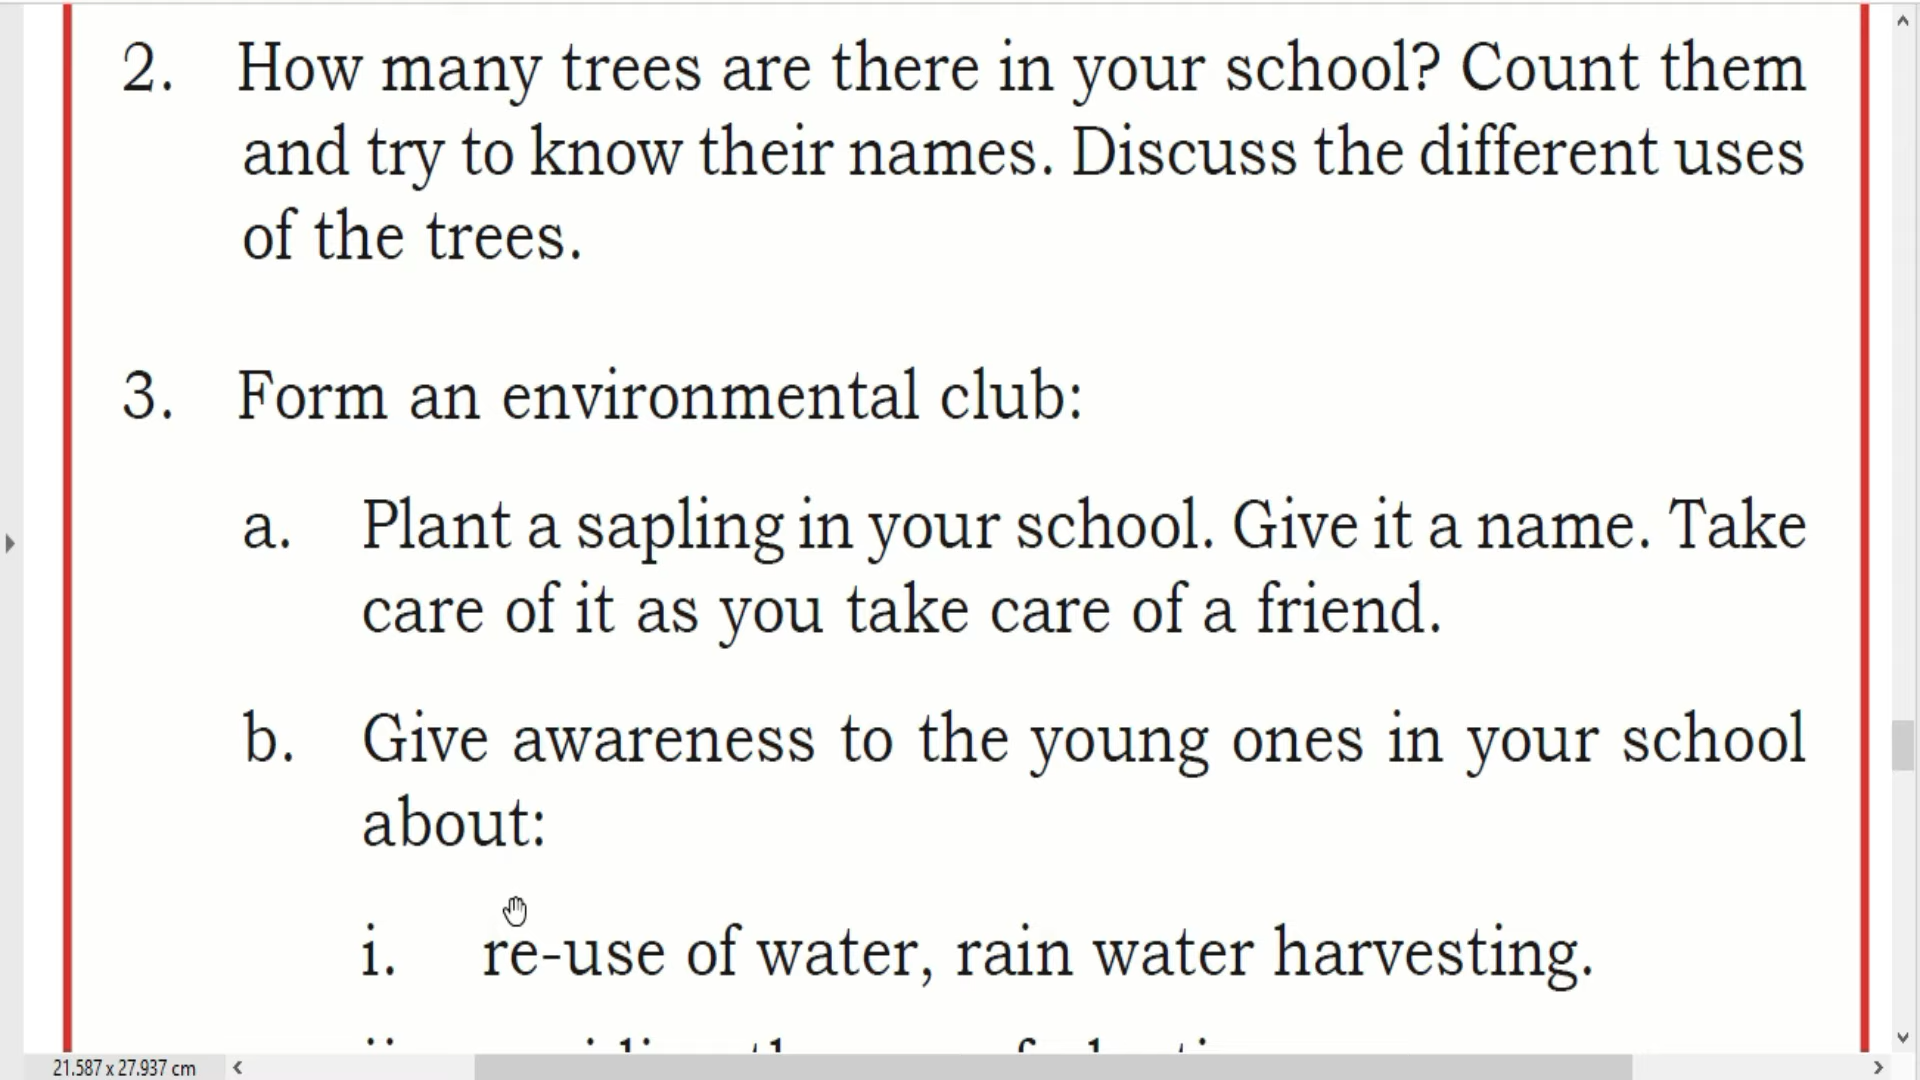 2. How many trees are there in your school? Count them
and try to know their names. Discuss the different uses
of the trees.
3. Form an environmental club:
a. Plant a sapling in your school. Give it a name. Take
care of it as you take care of a friend.
b. Give awareness to the young ones in your school
about:
i. re-use of water, rain water harvesting.
21.587 x 27.937 cm